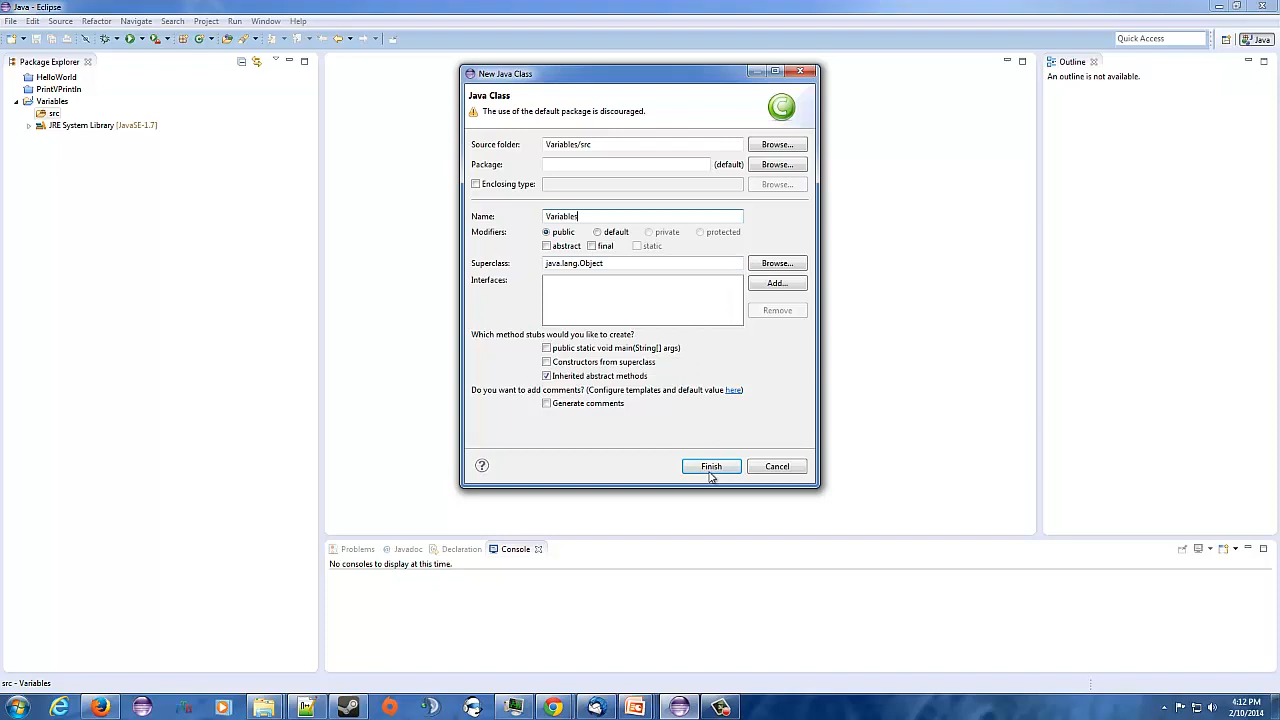 Java - Eclipse
File Edit Source Refactor Navigate Search Project Run Window Help
Quick Access
Java
Package Explorer
HelloWorld
PrintVPrintln
Variables
src
JRE System Library [JavaSE-1.7]
New Java Class
Java Class
The use of the default package is discouraged.
Source folder: Variables/src Browse...
Package: (default) Browse...
Enclosing type: Browse...
Name: Variables
Modifiers: public default private protected
abstract final static
Superclass: java.lang.Object Browse...
Interfaces: Add...
Remove
Which method stubs would you like to create?
public static void main(String[] args)
Constructors from superclass
Inherited abstract methods
Do you want to add comments? (Configure templates and default value here)
Generate comments
Finish Cancel
Outline
An outline is not available.
Problems Javadoc Declaration Console
No consoles to display at this time.
src - Variables
4:12 PM
2/10/2014